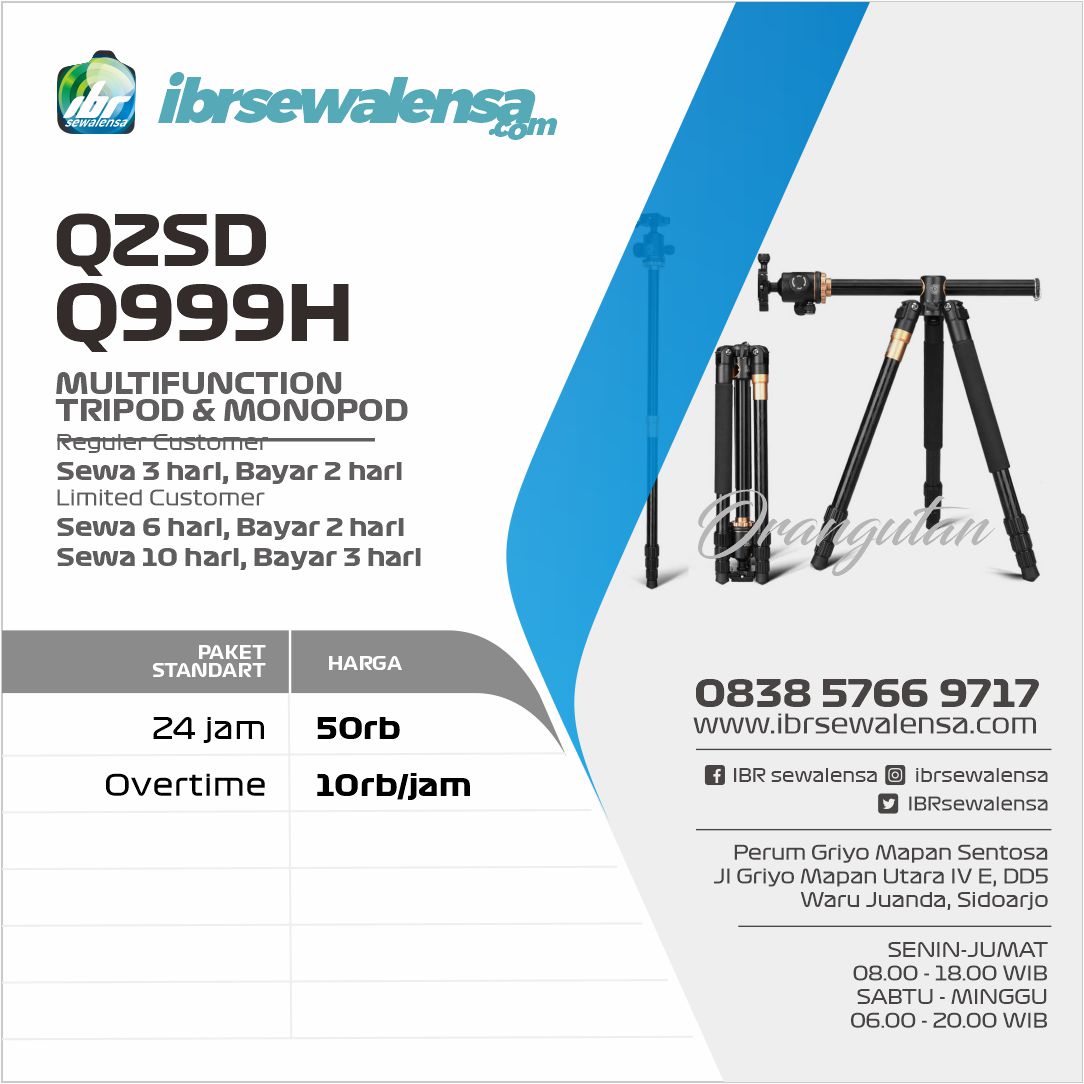 ibr
sewalensa
ibrsewalensa
.com
QZSD
Q999H
MULTIFUNCTION
TRIPOD & MONOPOD
Reguler Customer
Sewa 3 hari, Bayar 2 hari
Limited Customer
Sewa 6 hari, Bayar 2 hari
Sewa 10 hari, Bayar 3 hari
Orangutan
PAKET
STANDART
HARGA
24 jam 50rb
Overtime 10rb/jam
0838 5766 9717
www.ibrsewalensa.com
IBR sewalensa ibrsewalensa
IBRsewalensa
Perum Griyo Mapan Sentosa
Jl Griyo Mapan Utara IV E, DD5
Waru Juanda, Sidoarjo
SENIN-JUMAT
08.00 - 18.00 WIB
SABTU - MINGGU
06.00 - 20.00 WIB